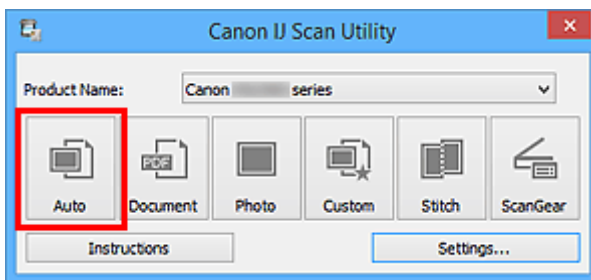 Canon IJ Scan Utility
Product Name: Canon series
PDF
Auto Document Photo Custom Stitch ScanGear
Instructions Settings...